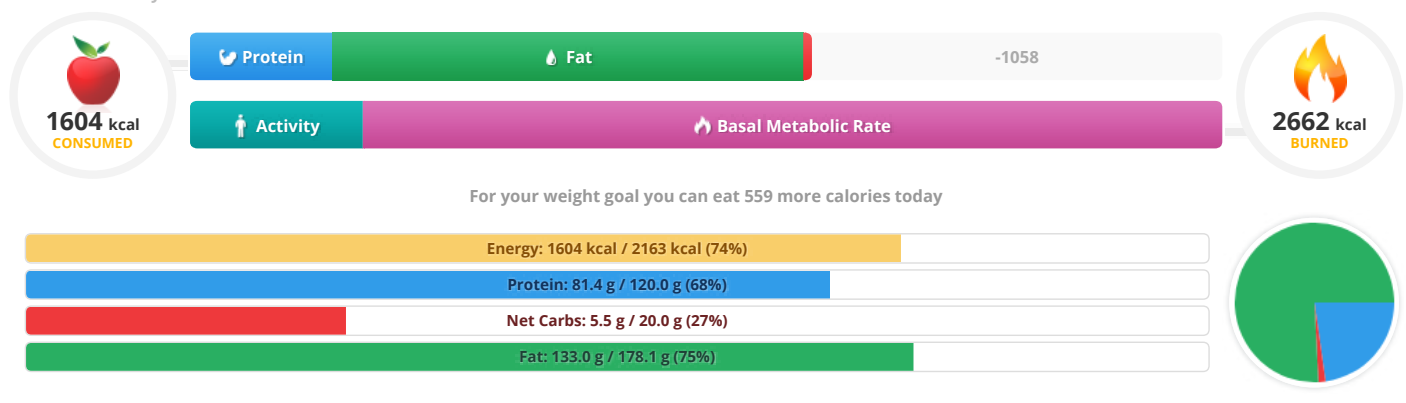 Protein Fat -1058
1604 kcal
CONSUMED
Activity Basal Metabolic Rate
2662 kcal
BURNED
For your weight goal you can eat 559 more calories today
Energy: 1604 kcal / 2163 kcal (74%)
Protein: 81.4 g / 120.0 g (68%)
Net Carbs: 5.5 g / 20.0 g (27%)
Fat: 133.0 g / 178.1 g (75%)